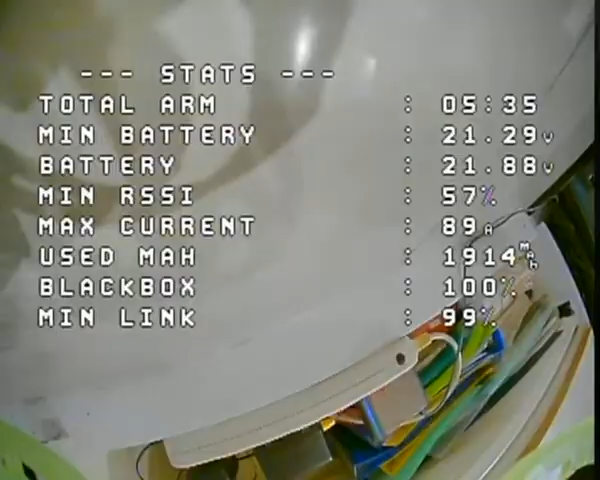 --- STATS ---
TOTAL ARM : 05:35
MIN BATTERY : 21.29V
BATTERY : 21.88V
MIN RSSI : 57%
MAX CURRENT : 89A
USED MAH : 1914mAh
BLACKBOX : 100%
MIN LINK : 99%